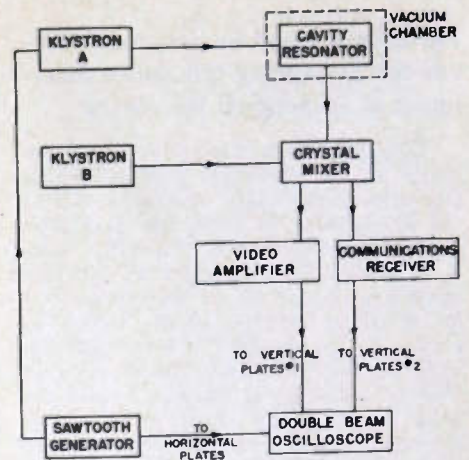 KLYSTRON
A
CAVITY
RESONATOR
VACUUM
CHAMBER
KLYSTRON
B
CRYSTAL
MIXER
VIDEO
AMPLIFIER
COMMUNICATIONS
RECEIVER
TO VERTICAL
PLATES #1
TO VERTICAL
PLATES #2
SAWTOOTH
GENERATOR
TO
HORIZONTAL
PLATES
DOUBLE BEAM
OSCILLOSCOPE